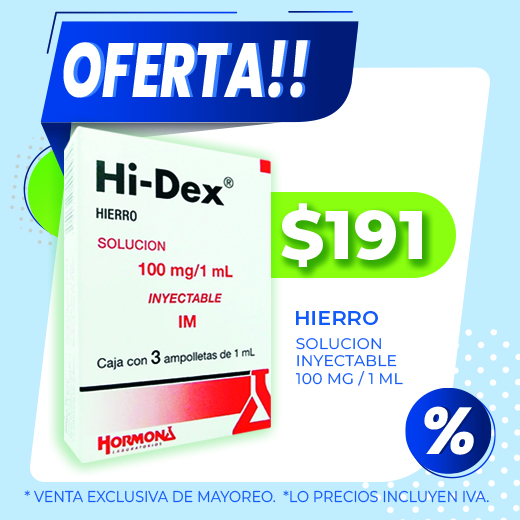 OFERTA!!
Hi-Dex®
HIERRO
SOLUCION
100 mg/1 mL
INYECTABLE
IM
Caja con 3 ampolletas de 1 mL
HORMONA
LABORATORIOS
$191
HIERRO
SOLUCION
INYECTABLE
100 MG / 1 ML
%
* VENTA EXCLUSIVA DE MAYOREO. *LO PRECIOS INCLUYEN IVA.